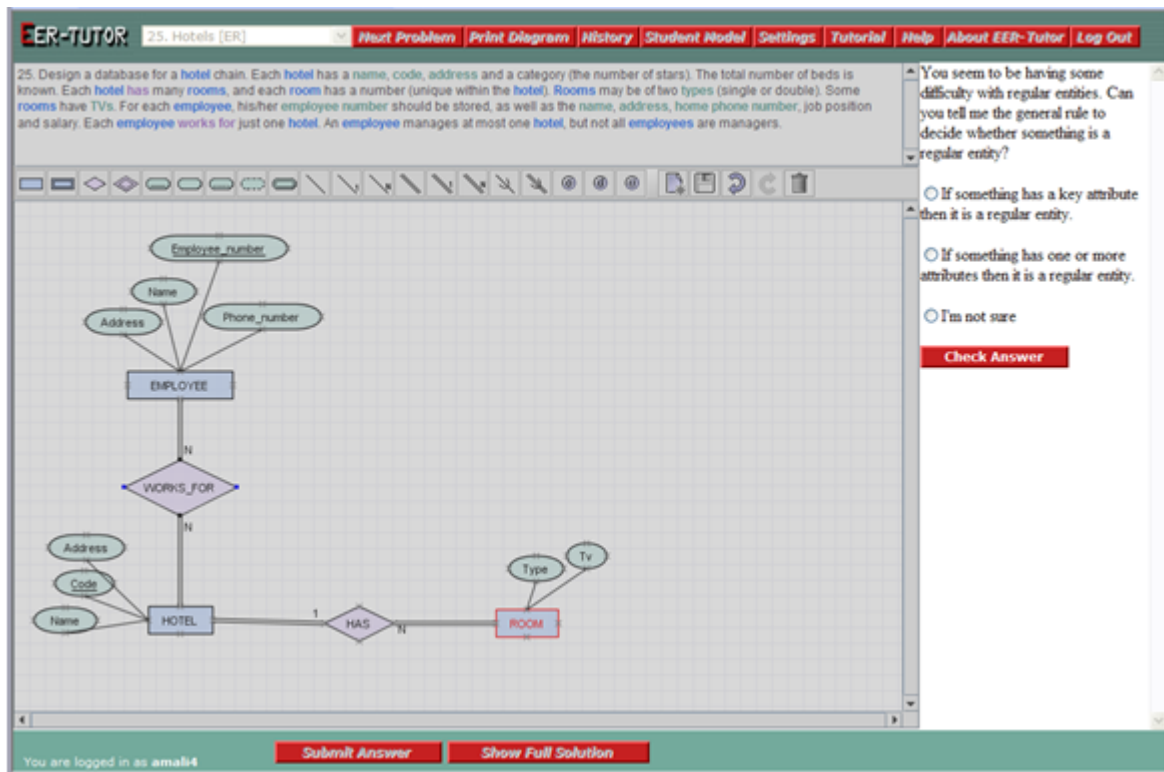 EER-TUTOR 25. Hotels [ER] Next Problem Print Diagram History Student Model Settings Tutorial Help About EER-Tutor Log Out
25. Design a database for a hotel chain. Each hotel has a name, code, address and a category (the number of stars). The total number of beds is
known. Each hotel has many rooms, and each room has a number (unique within the hotel). Rooms may be of two types (single or double). Some
rooms have TVs. For each employee, his/her employee number should be stored, as well as the name, address, home phone number, job position
and salary. Each employee works for just one hotel. An employee manages at most one hotel, but not all employees are managers.
You seem to be having some
difficulty with regular entities. Can
you tell me the general rule to
decide whether something is a
regular entity?
If something has a key attribute
then it is a regular entity.
If something has one or more
attributes then it is a regular entity.
I'm not sure
Check Answer
Employee_number
Name
Address
Phone_number
EMPLOYEE
N
WORKS_FOR
N
Address
Code
Name
HOTEL
1
HAS
N
Type
Tv
ROOM
Submit Answer Show Full Solution
You are logged in as amali4